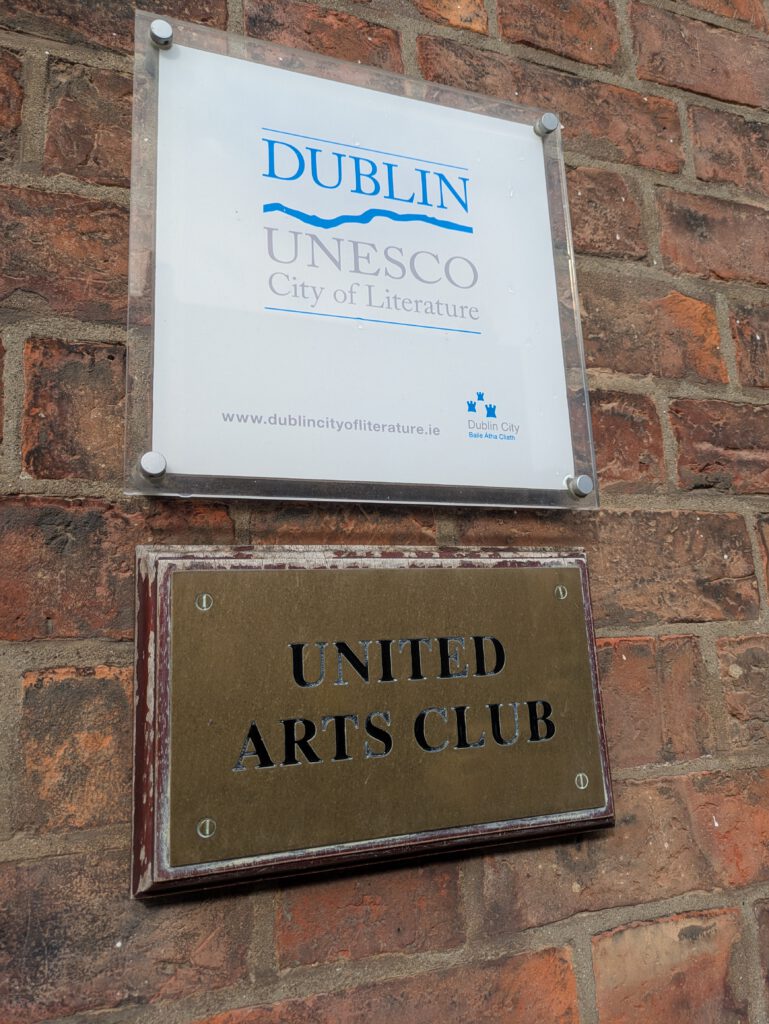 DUBLIN
UNESCO
City of Literature
www.dublincityofliterature.ie
Dublin City
Baile Átha Cliath
UNITED
ARTS CLUB